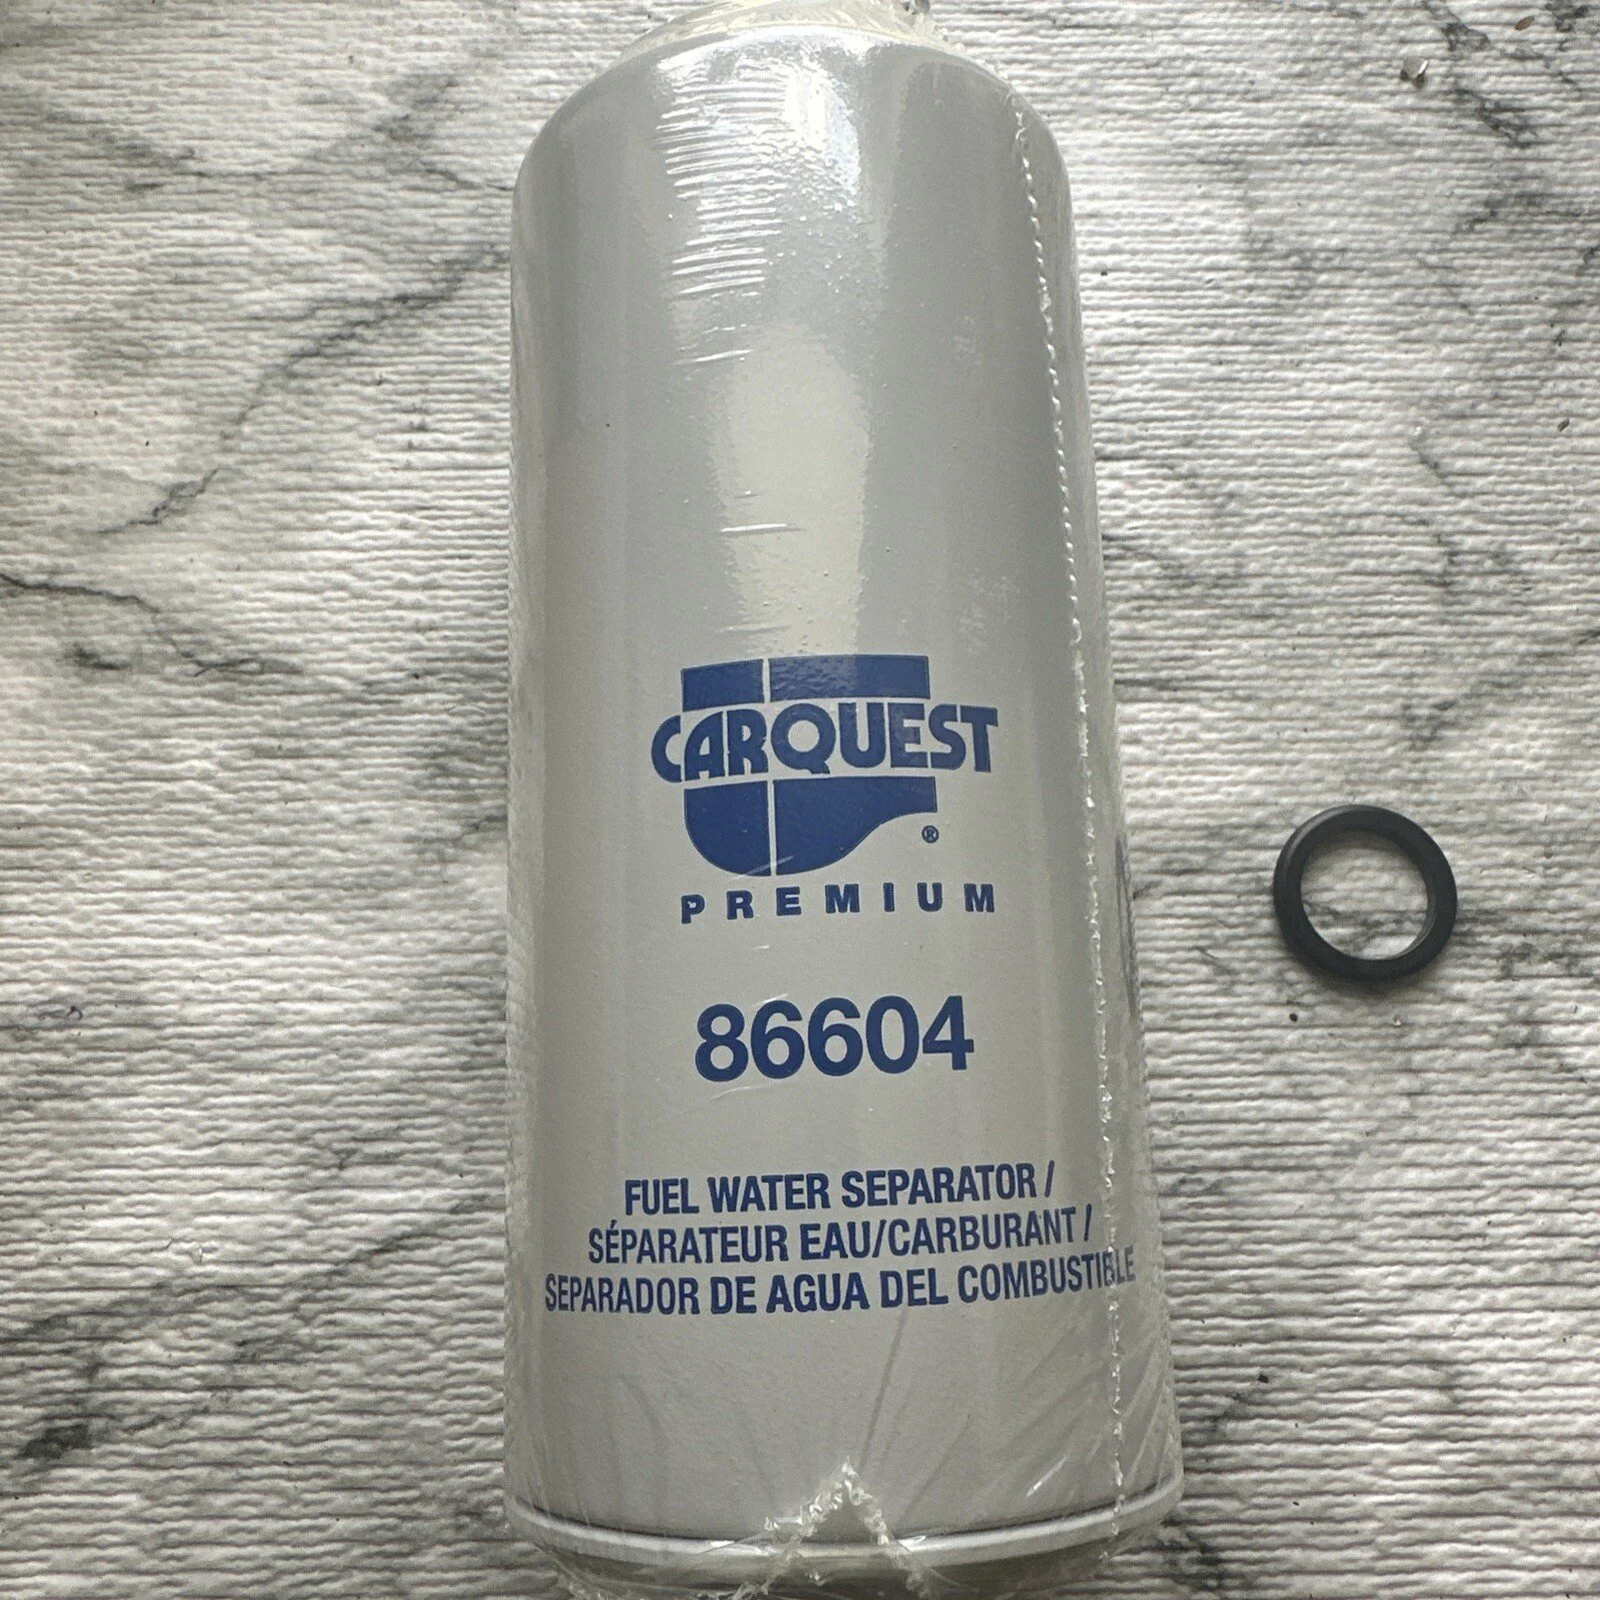 CARQUEST
®
PREMIUM
86604
FUEL WATER SEPARATOR /
SÉPARATEUR EAU/CARBURANT /
SEPARADOR DE AGUA DEL COMBUSTIBLE